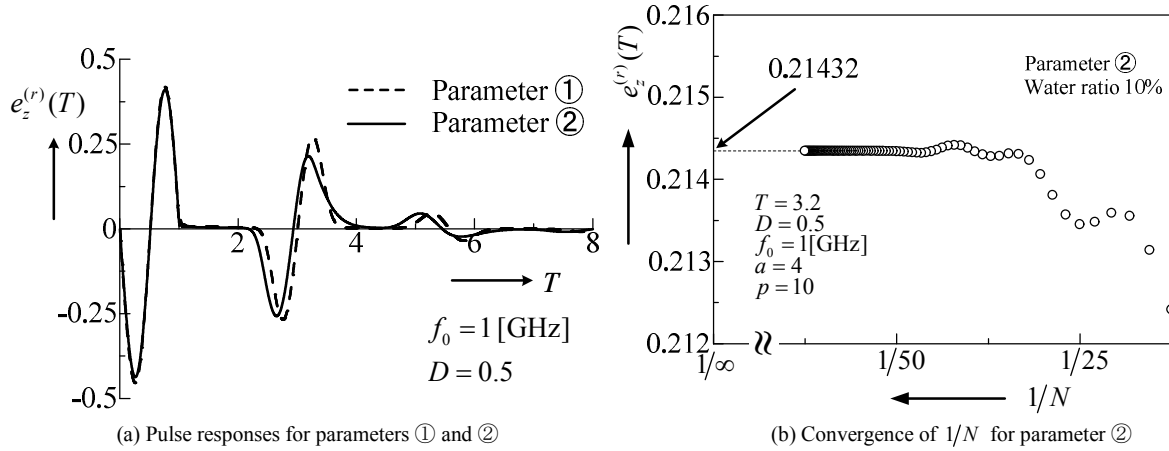 0.5
0.25
0
-0.25
-0.5
e_z^{(r)}(T)
Parameter ①
Parameter ②
2
4
6
8
T
f_0 = 1 [GHz]
D = 0.5
(a) Pulse responses for parameters ① and ②
0.216
0.215
0.214
0.213
0.212
e_z^{(r)}(T)
0.21432
Parameter ②
Water ratio 10%
T = 3.2
D = 0.5
f_0 = 1[GHz]
a = 4
p = 10
1/∞
1/50
1/25
1/N
(b) Convergence of 1/N for parameter ②